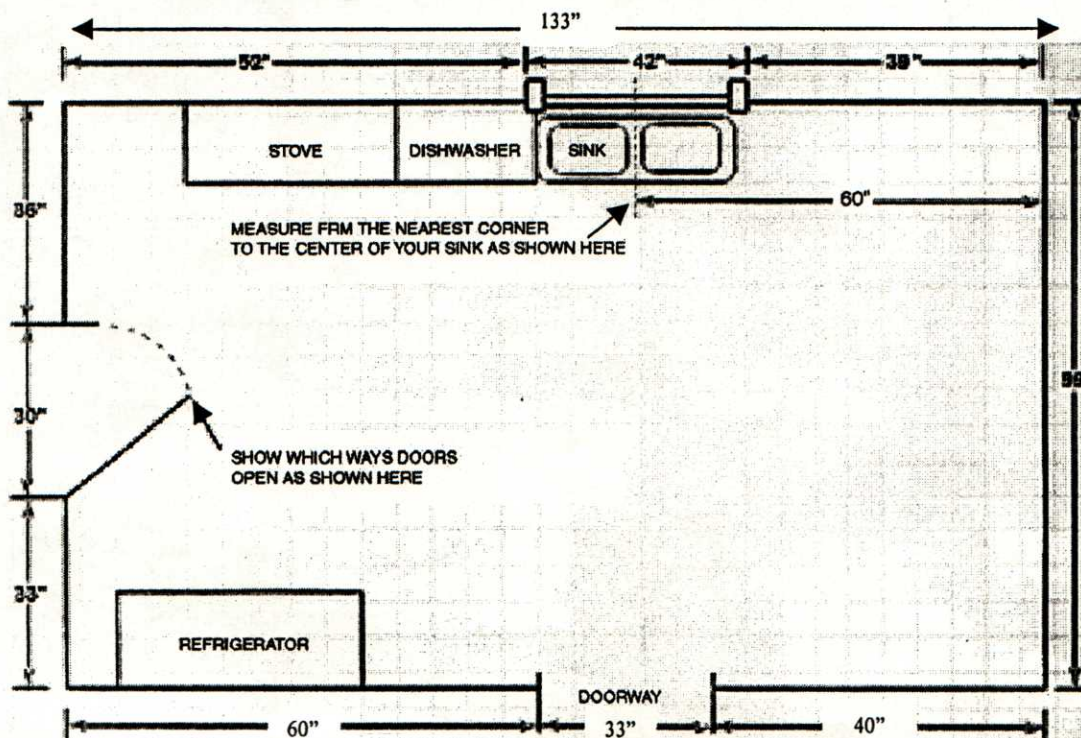 133"
52"
42"
39"
STOVE
DISHWASHER
SINK
36"
60"
MEASURE FRM THE NEAREST CORNER
TO THE CENTER OF YOUR SINK AS SHOWN HERE
99"
30"
SHOW WHICH WAYS DOORS
OPEN AS SHOWN HERE
33"
REFRIGERATOR
DOORWAY
60"
33"
40"